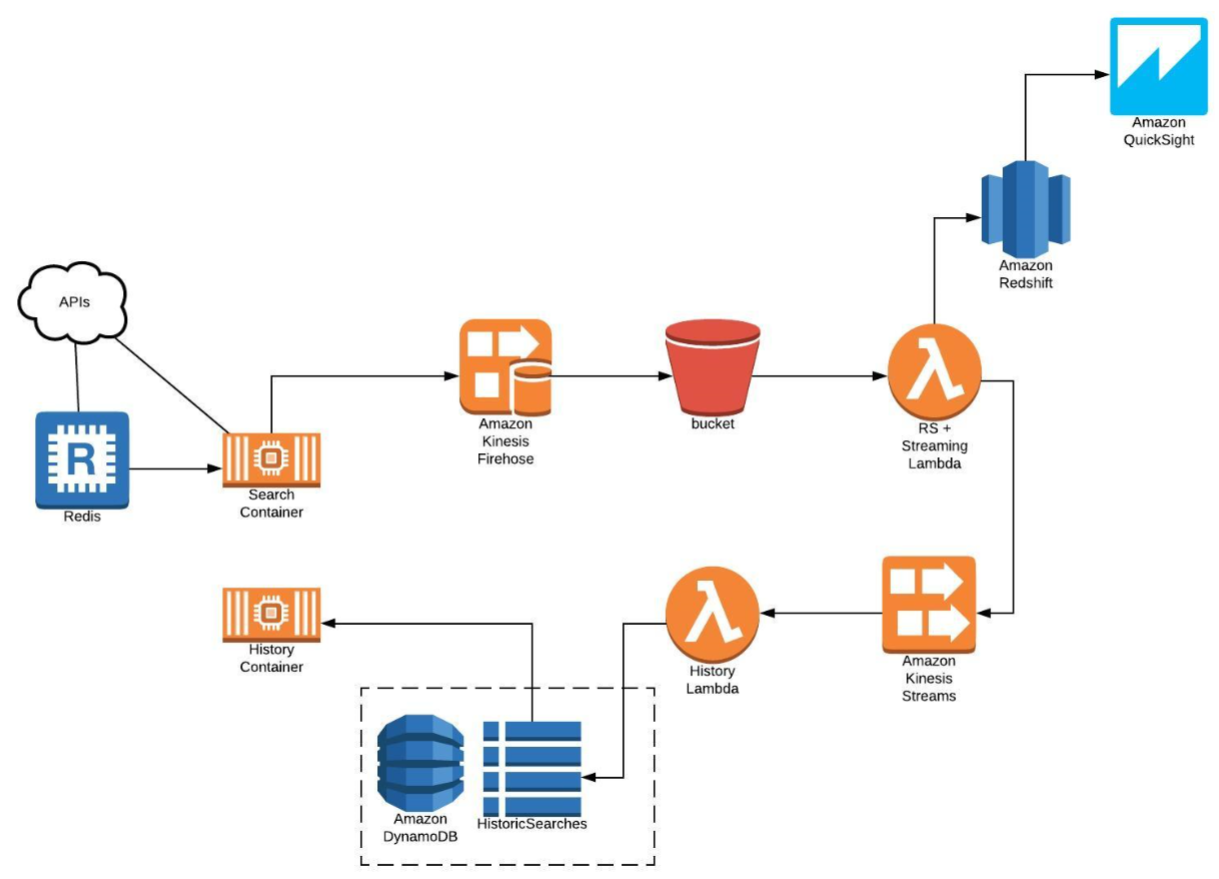 Amazon
QuickSight
Amazon
Redshift
APIs
R
Redis
Search
Container
Amazon
Kinesis
Firehose
bucket
RS +
Streaming
Lambda
History
Container
History
Lambda
Amazon
Kinesis
Streams
Amazon
DynamoDB
HistoricSearches